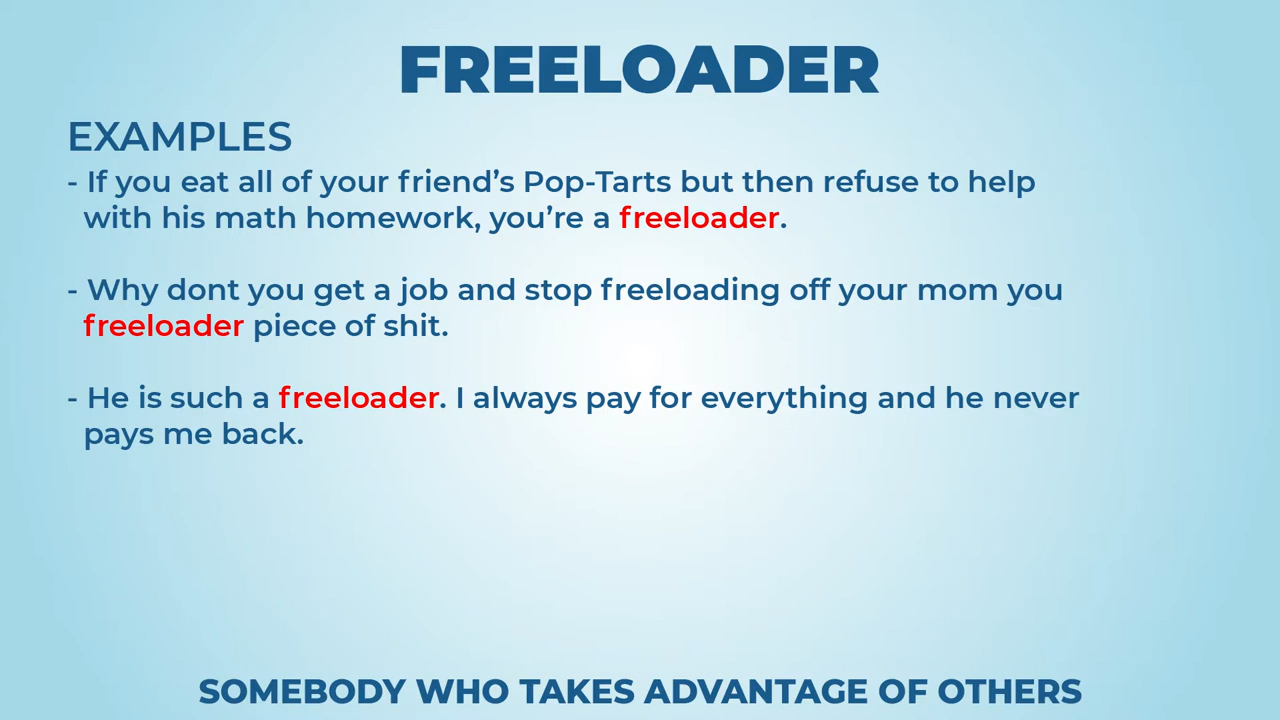 FREELOADER
EXAMPLES
- If you eat all of your friend's Pop-Tarts but then refuse to help
with his math homework, you're a freeloader.
- Why dont you get a job and stop freeloading off your mom you
freeloader piece of shit.
- He is such a freeloader. I always pay for everything and he never
pays me back.
SOMEBODY WHO TAKES ADVANTAGE OF OTHERS